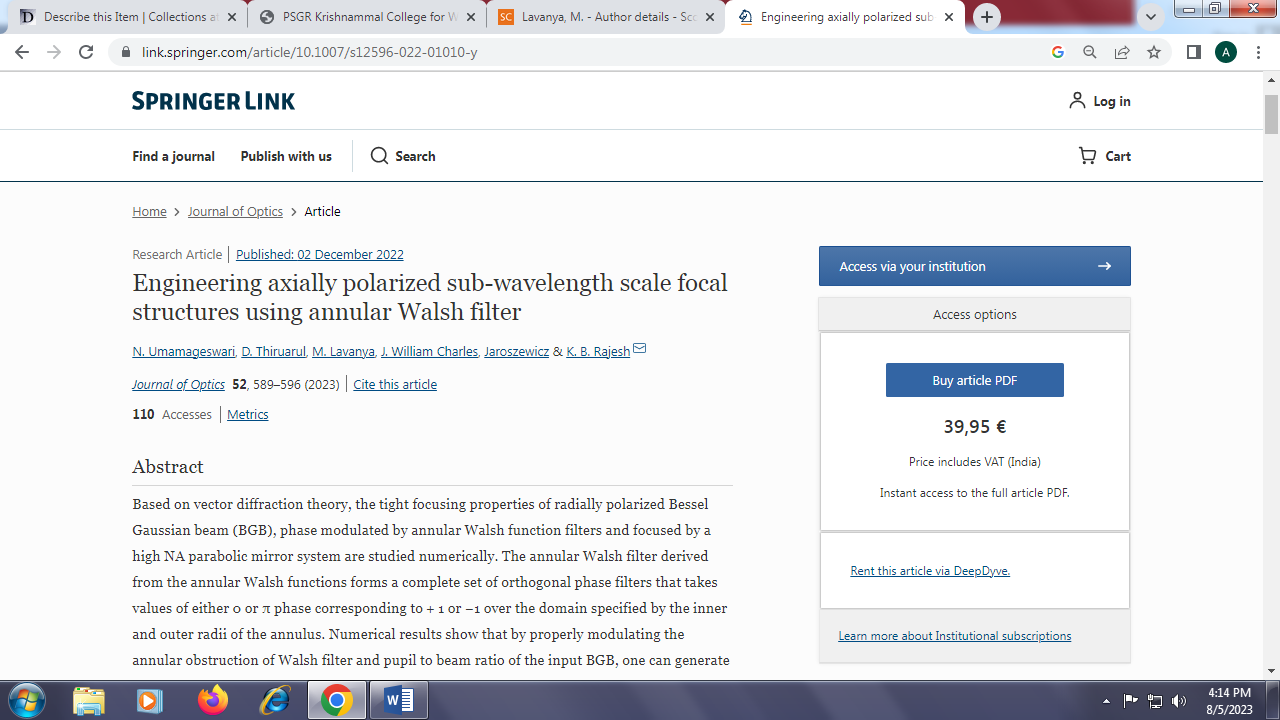 Describe this Item | Collections at
PSGR Krishnammal College for W
SC Lavanya, M. - Author details - Sco
Engineering axially polarized sub
link.springer.com/article/10.1007/s12596-022-01010-y
A
SPRINGER LINK
Log in
Find a journal Publish with us Search
Cart
Home > Journal of Optics > Article
Research Article | Published: 02 December 2022
Engineering axially polarized sub-wavelength scale focal
structures using annular Walsh filter
N. Umamageswari, D. Thiruarul, M. Lavanya, J. William Charles, Jaroszewicz & K. B. Rajesh
Journal of Optics 52, 589–596 (2023) | Cite this article
110 Accesses | Metrics
Abstract
Based on vector diffraction theory, the tight focusing properties of radially polarized Bessel
Gaussian beam (BGB), phase modulated by annular Walsh function filters and focused by a
high NA parabolic mirror system are studied numerically. The annular Walsh filter derived
from the annular Walsh functions forms a complete set of orthogonal phase filters that takes
values of either 0 or π phase corresponding to + 1 or −1 over the domain specified by the inner
and outer radii of the annulus. Numerical results show that by properly modulating the
annular obstruction of Walsh filter and pupil to beam ratio of the input BGB, one can generate
Access via your institution
Access options
Buy article PDF
39,95 €
Price includes VAT (India)
Instant access to the full article PDF.
Rent this article via DeepDyve.
Learn more about Institutional subscriptions
4:14 PM
8/5/2023